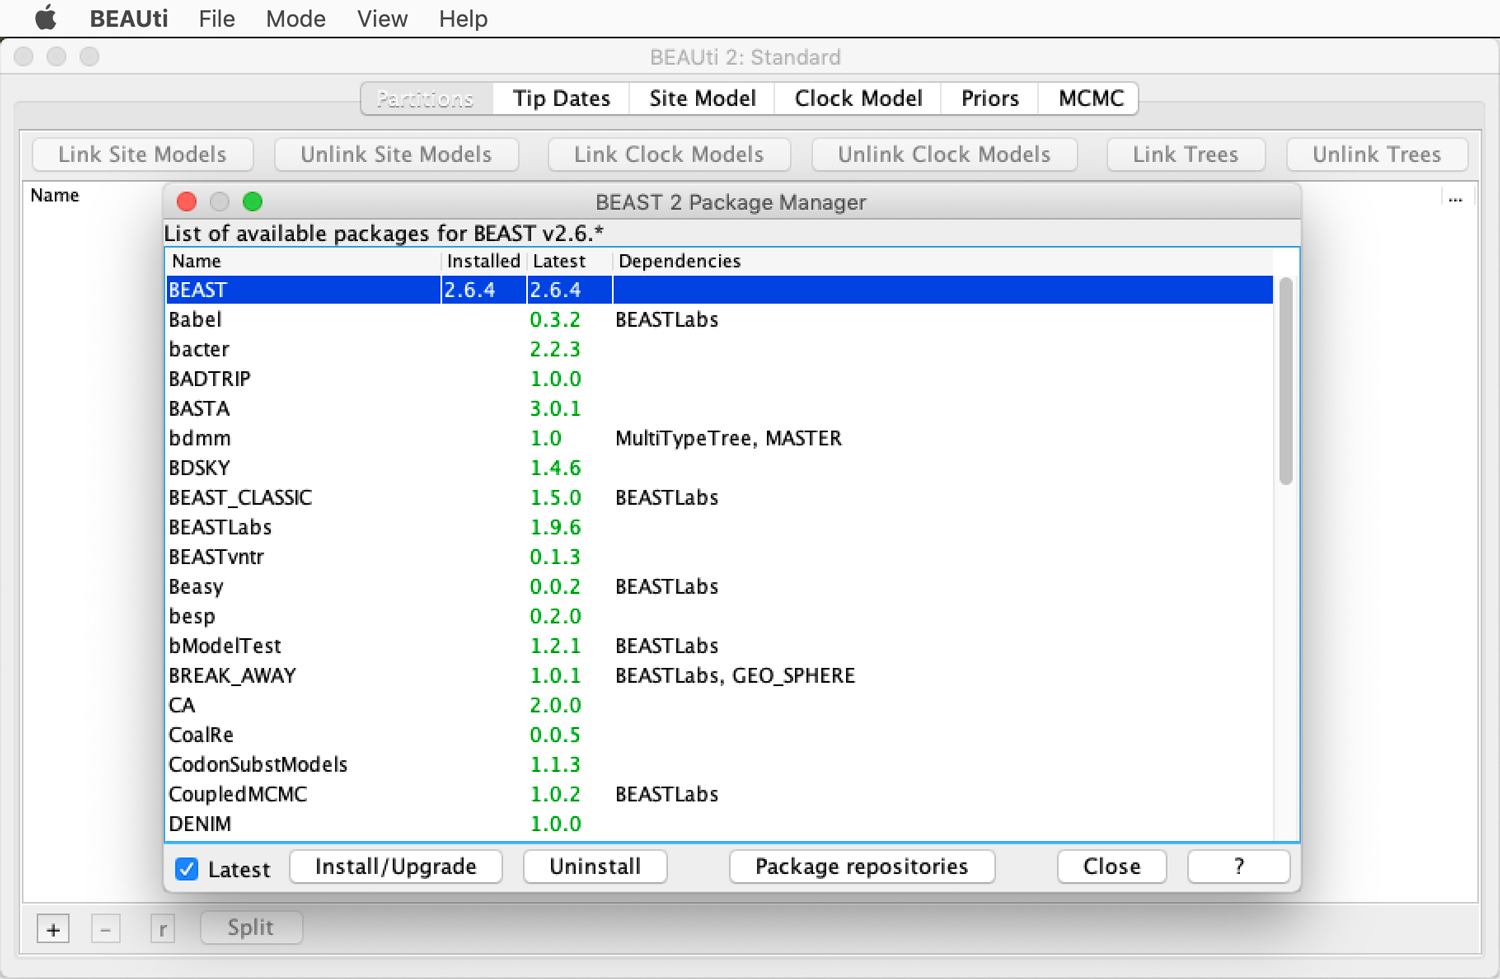 BEAUti File Mode View Help
BEAUti 2: Standard
Partitions Tip Dates Site Model Clock Model Priors MCMC
Link Site Models Unlink Site Models Link Clock Models Unlink Clock Models Link Trees Unlink Trees
Name ...
BEAST 2 Package Manager
List of available packages for BEAST v2.6.*
Name Installed Latest Dependencies
BEAST 2.6.4 2.6.4
Babel 0.3.2 BEASTLabs
bacter 2.2.3
BADTRIP 1.0.0
BASTA 3.0.1
bdmm 1.0 MultiTypeTree, MASTER
BDSKY 1.4.6
BEAST_CLASSIC 1.5.0 BEASTLabs
BEASTLabs 1.9.6
BEASTvntr 0.1.3
Beasy 0.0.2 BEASTLabs
besp 0.2.0
bModelTest 1.2.1 BEASTLabs
BREAK_AWAY 1.0.1 BEASTLabs, GEO_SPHERE
CA 2.0.0
CoalRe 0.0.5
CodonSubstModels 1.1.3
CoupledMCMC 1.0.2 BEASTLabs
DENIM 1.0.0
Latest Install/Upgrade Uninstall Package repositories Close ?
+ - r Split